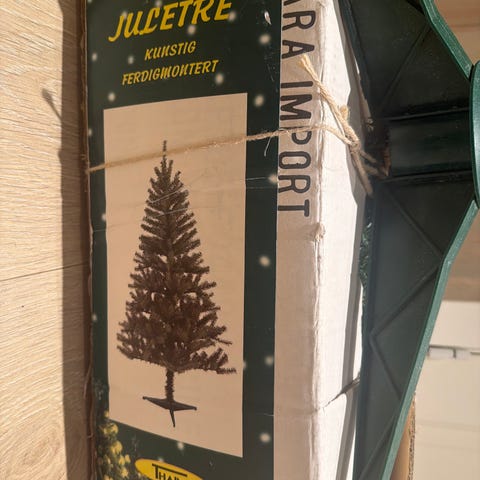 JULETRE
KUNSTIG
FERDIGMONTERT
ARA IMPORT